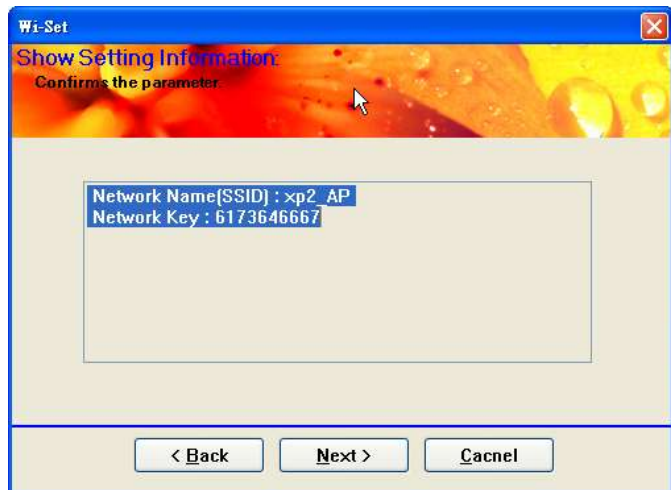 Wi-Set
Show Setting Information:
Confirms the parameter.
Network Name(SSID) : xp2_AP
Network Key : 6173646667
< Back
Next >
Cacnel